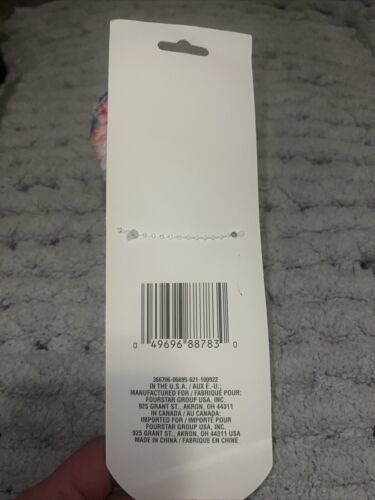 0 49696 88783 0
366706-06695-621-100922
IN THE U.S.A. / AUX É.-U.:
MANUFACTURED FOR / FABRIQUÉ POUR:
FOURSTAR GROUP USA, INC.
925 GRANT ST., AKRON, OH 44311
IN CANADA / AU CANADA:
IMPORTED FOR / IMPORTÉ POUR
FOURSTAR GROUP USA, INC.
925 GRANT ST., AKRON, OH 44311 USA
MADE IN CHINA / FABRIQUÉ EN CHINE